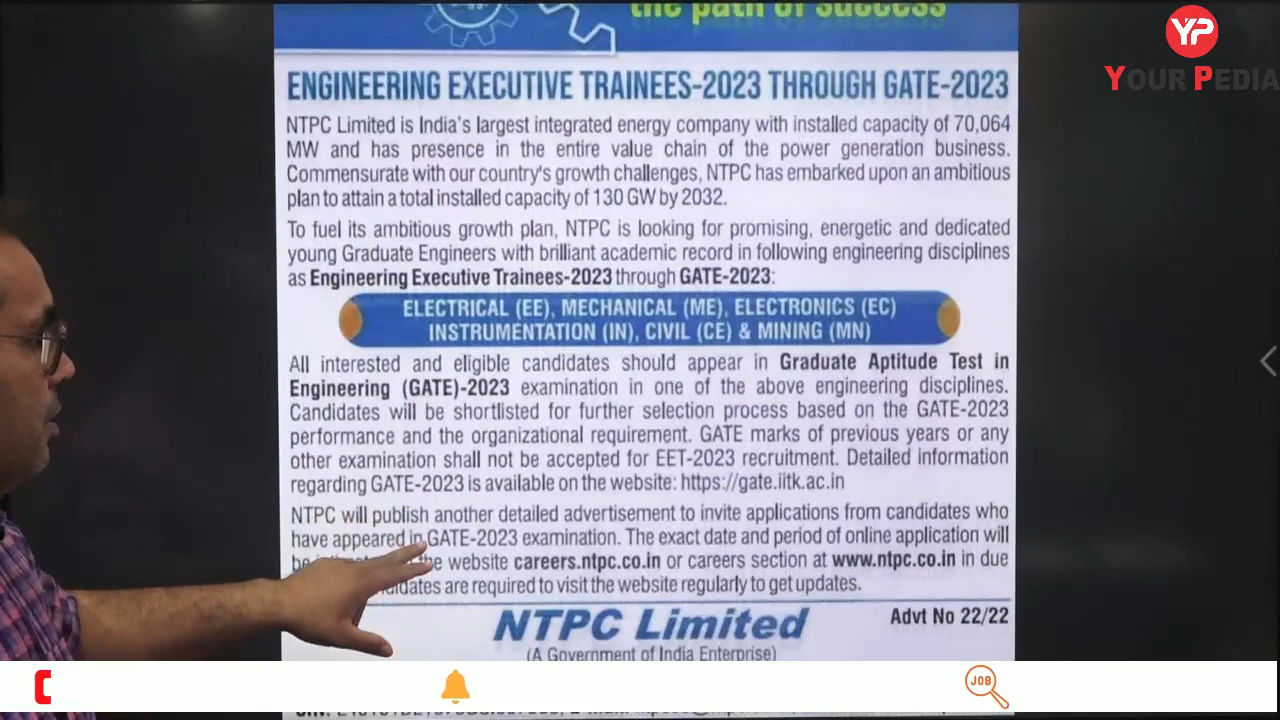 the path of success
YP
YOUR PEDIA
ENGINEERING EXECUTIVE TRAINEES-2023 THROUGH GATE-2023
NTPC Limited is India's largest integrated energy company with installed capacity of 70,064
MW and has presence in the entire value chain of the power generation business.
Commensurate with our country's growth challenges, NTPC has embarked upon an ambitious
plan to attain a total installed capacity of 130 GW by 2032.
To fuel its ambitious growth plan, NTPC is looking for promising, energetic and dedicated
young Graduate Engineers with brilliant academic record in following engineering disciplines
as Engineering Executive Trainees-2023 through GATE-2023:
ELECTRICAL (EE), MECHANICAL (ME), ELECTRONICS (EC)
INSTRUMENTATION (IN), CIVIL (CE) & MINING (MN)
All interested and eligible candidates should appear in Graduate Aptitude Test in
Engineering (GATE)-2023 examination in one of the above engineering disciplines.
Candidates will be shortlisted for further selection process based on the GATE-2023
performance and the organizational requirement. GATE marks of previous years or any
other examination shall not be accepted for EET-2023 recruitment. Detailed information
regarding GATE-2023 is available on the website: https://gate.iitk.ac.in
NTPC will publish another detailed advertisement to invite applications from candidates who
have appeared in GATE-2023 examination. The exact date and period of online application will
be the website careers.ntpc.co.in or careers section at www.ntpc.co.in in due
are required to visit the website regularly to get updates.
NTPC Limited
Advt No 22/22
(A Government of India Enterprise)
JOB